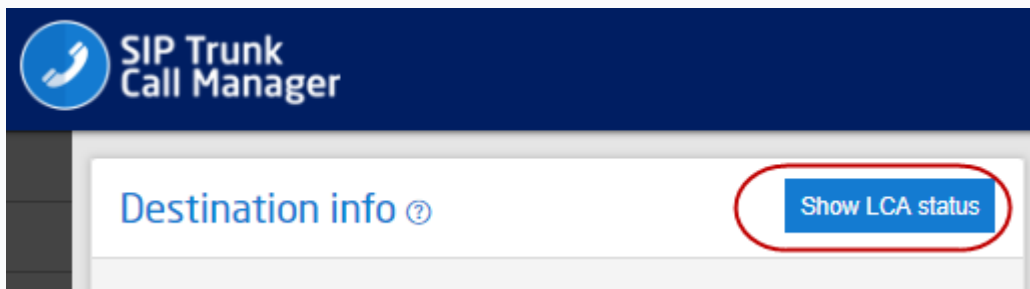 SIP Trunk
Call Manager
Destination info ?
Show LCA status